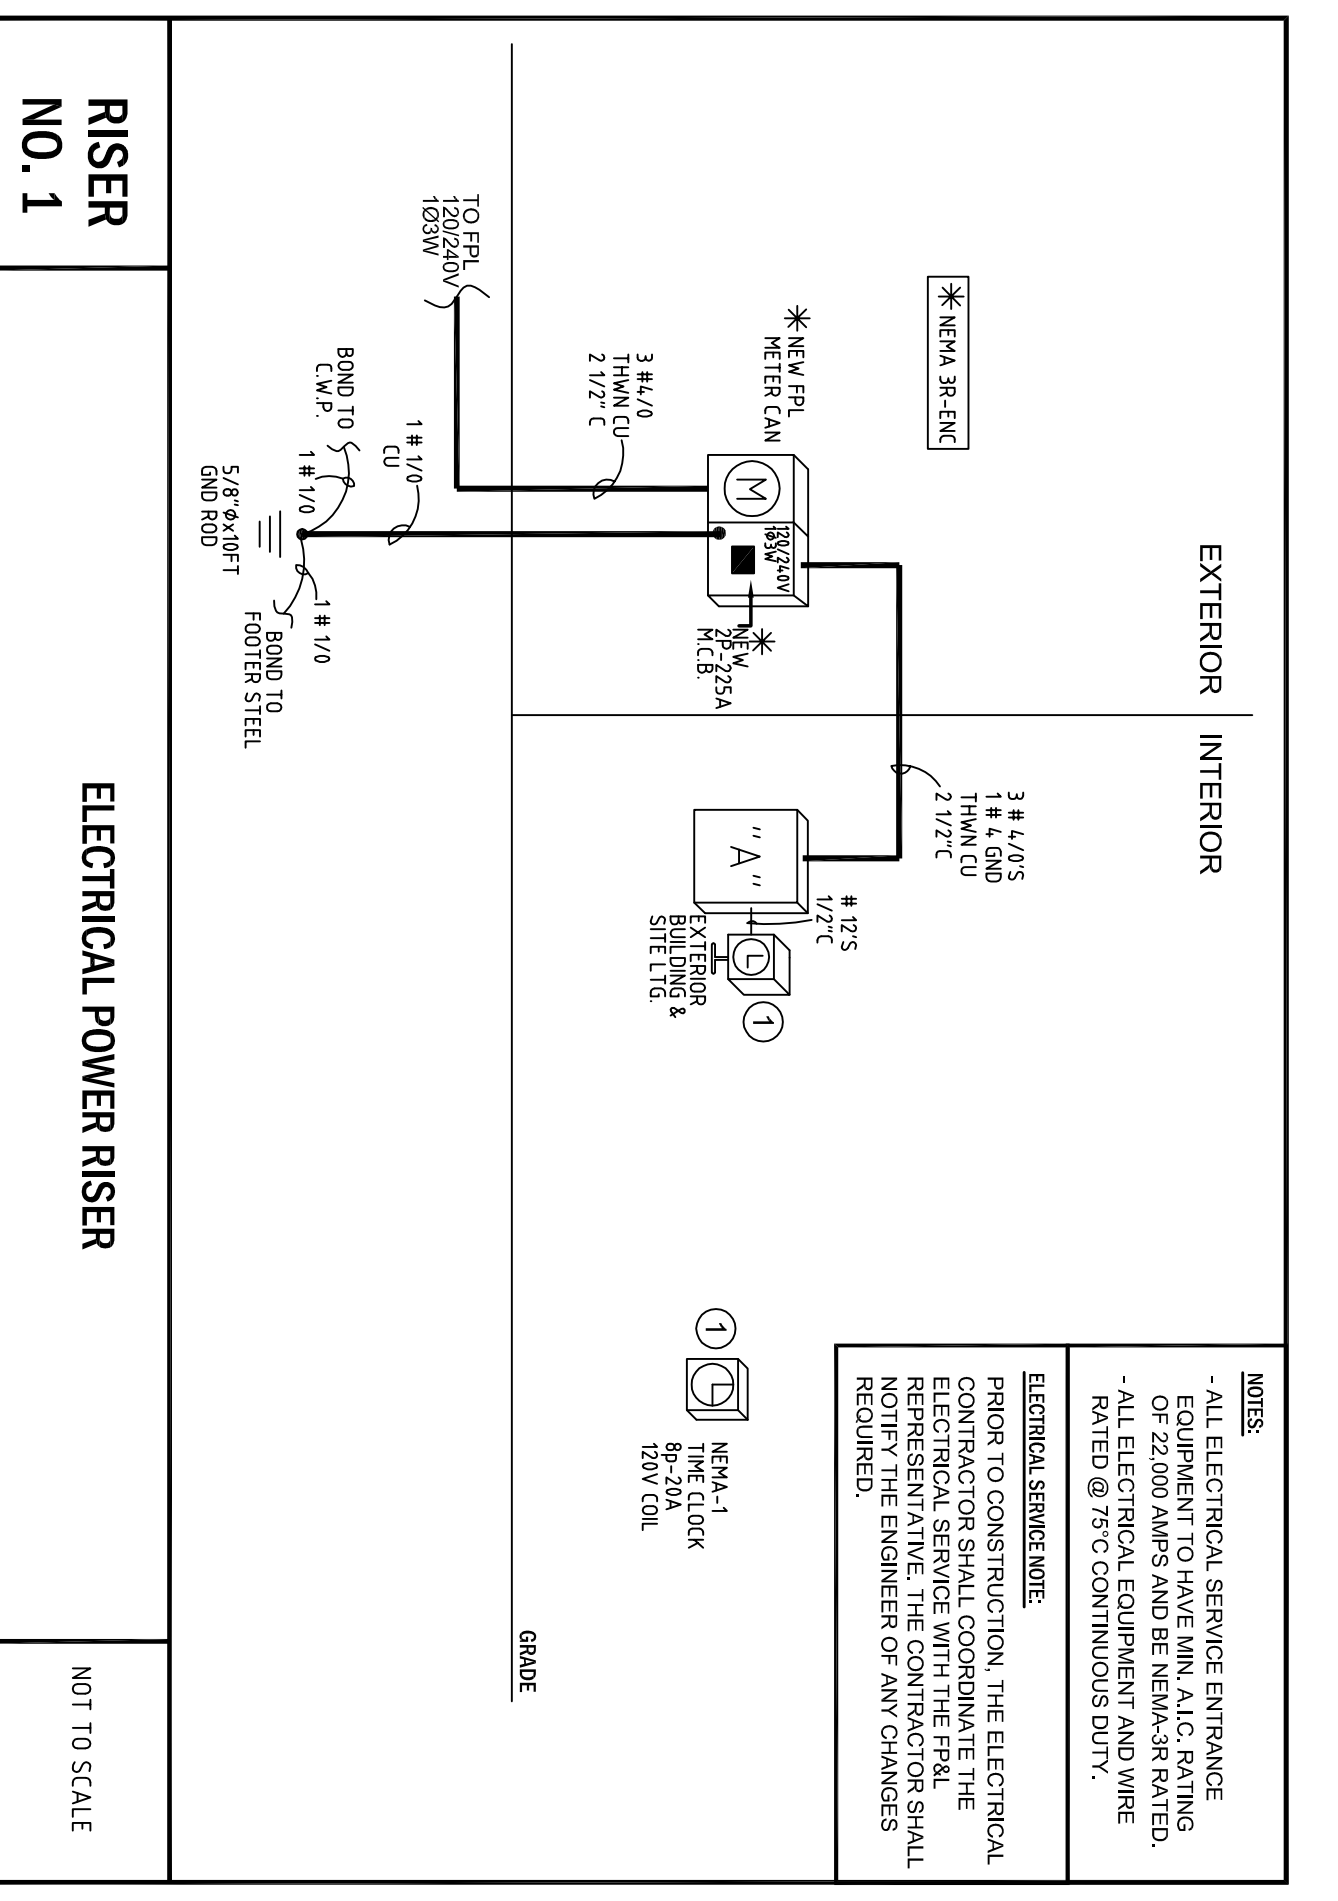 EXTERIOR
INTERIOR
NOTES:
- ALL ELECTRICAL SERVICE ENTRANCE
EQUIPMENT TO HAVE MIN. A.I.C. RATING
OF 22,000 AMPS AND BE NEMA-3R RATED.
- ALL ELECTRICAL EQUIPMENT AND WIRE
RATED @ 75°C CONTINUOUS DUTY.
ELECTRICAL SERVICE NOTE:
PRIOR TO CONSTRUCTION, THE ELECTRICAL
CONTRACTOR SHALL COORDINATE THE
ELECTRICAL SERVICE WITH THE FP&L
REPRESENTATIVE. THE CONTRACTOR SHALL
NOTIFY THE ENGINEER OF ANY CHANGES
REQUIRED.
* NEMA 3R-ENC
3 # 4/0'S
1 # 4 GND
THWN CU
2 1/2"C
* NEW FPL
METER CAN
M
120/240V
1Ø3W
*
NEW
2P-225A
M.C.B.
"A"
# 12'S
1/2"C
L
1
EXTERIOR
BUILDING &
SITE LTG.
1
NEMA-1
TIME CLOCK
8p-20A
120V COIL
3 #4/0
THWN CU
2 1/2" C
GRADE
TO FPL
120/240V
1Ø3W
1 # 1/0
CU
BOND TO
C.W.P.
1 # 1/0
1 # 1/0
BOND TO
FOOTER STEEL
5/8"Øx10FT
GND ROD
RISER
NO. 1
ELECTRICAL POWER RISER
NOT TO SCALE